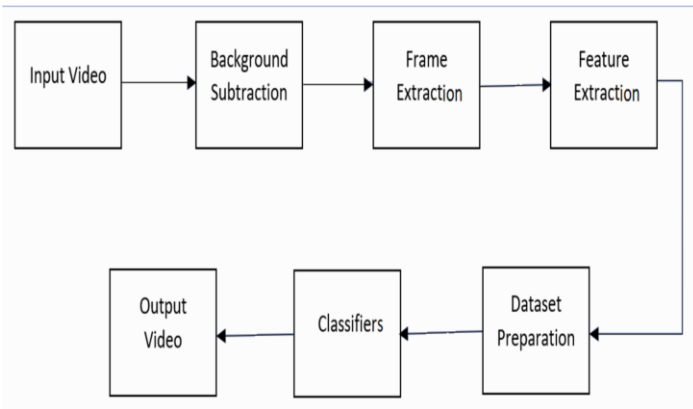 Input Video
Background
Subtraction
Frame
Extraction
Feature
Extraction
Dataset
Preparation
Classifiers
Output
Video